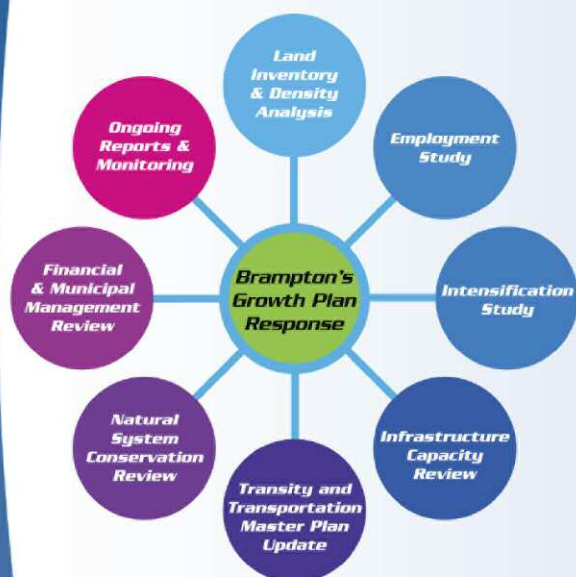 Land
Inventory
& Density
Analysis
Employment
Study
Intensification
Study
Infrastructure
Capacity
Review
Transity and
Transportation
Master Plan
Update
Natural
System
Conservation
Review
Financial
& Municipal
Management
Review
Ongoing
Reports &
Monitoring
Brampton's
Growth Plan
Response